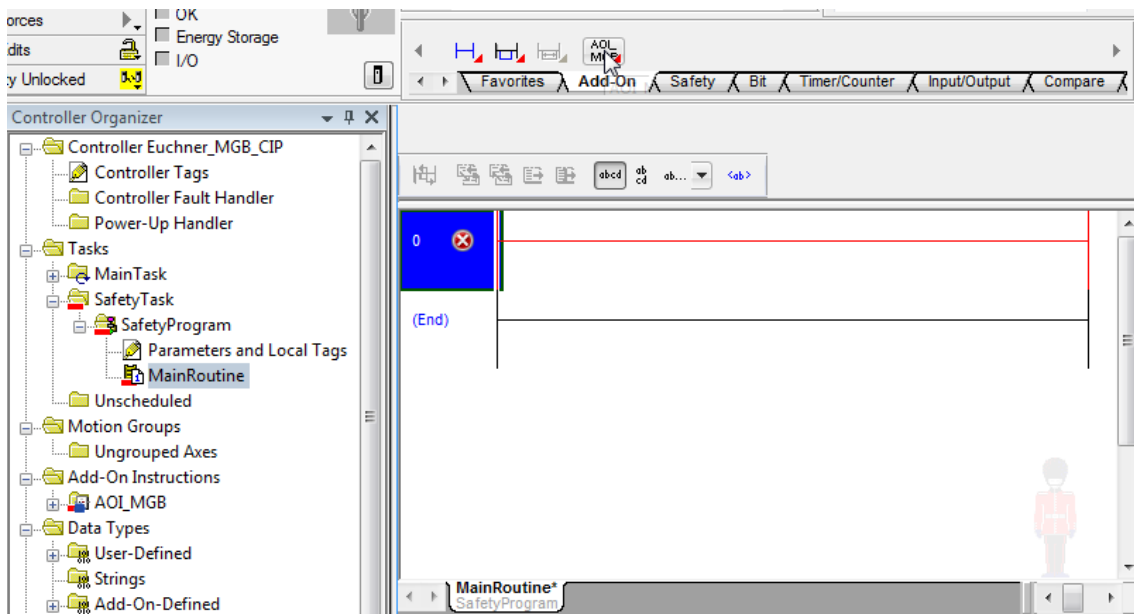 orces
OK
Energy Storage
I/O
dits
y Unlocked
AOI_
Favorites Add-On Safety Bit Timer/Counter Input/Output Compare
Controller Organizer
Controller Euchner_MGB_CIP
Controller Tags
Controller Fault Handler
Power-Up Handler
Tasks
MainTask
SafetyTask
SafetyProgram
Parameters and Local Tags
MainRoutine
Unscheduled
Motion Groups
Ungrouped Axes
Add-On Instructions
AOI_MGB
Data Types
User-Defined
Strings
Add-On-Defined
abcd
ab
cd
ab...
<ab>
0
(End)
MainRoutine*
SafetyProgram